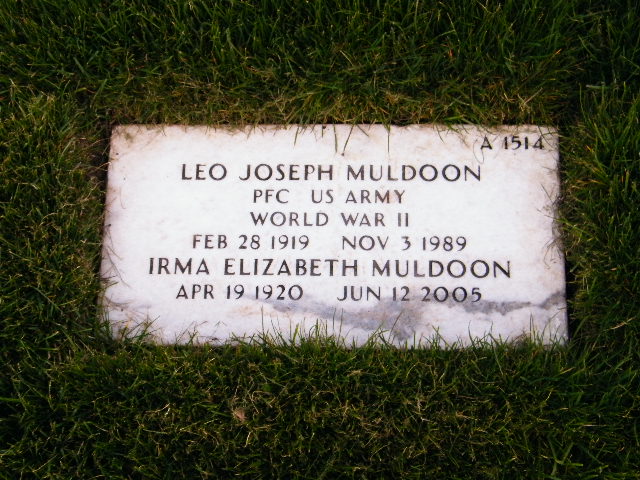 A 1514
LEO JOSEPH MULDOON
PFC US ARMY
WORLD WAR II
FEB 28 1919 NOV 3 1989
IRMA ELIZABETH MULDOON
APR 19 1920 JUN 12 2005